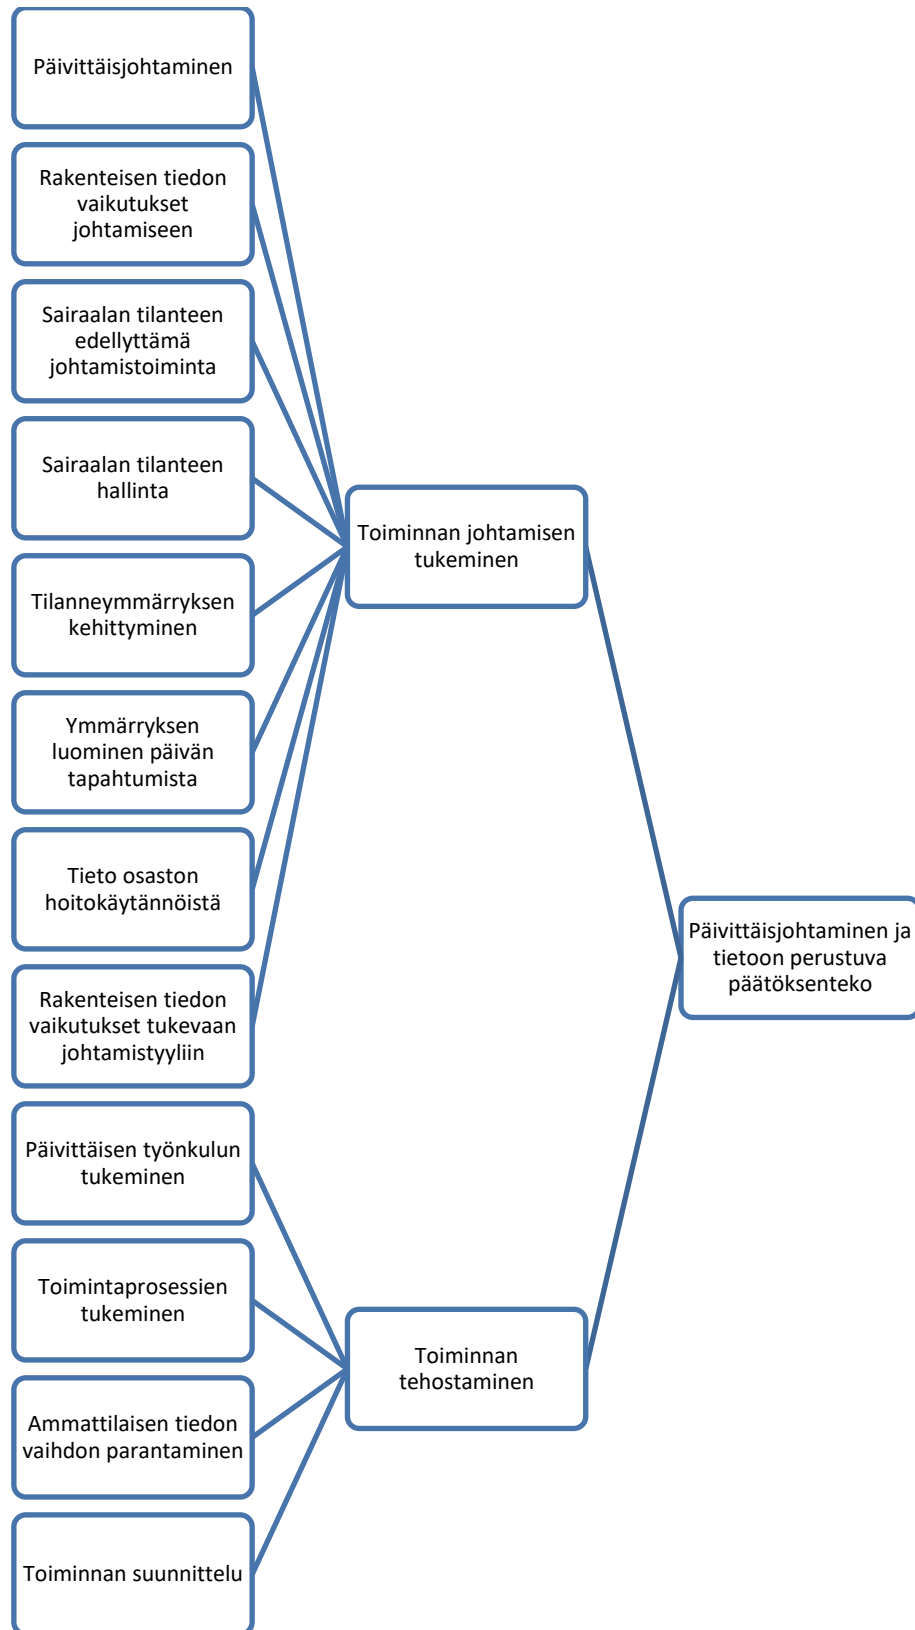 Päivittäisjohtaminen
Rakenteisen tiedon
vaikutukset
johtamiseen
Sairaalan tilanteen
edellyttämä
johtamistoiminta
Sairaalan tilanteen
hallinta
Tilanneymmärryksen
kehittyminen
Ymmärryksen
luominen päivän
tapahtumista
Tieto osaston
hoitokäytännöistä
Rakenteisen tiedon
vaikutukset tukevaan
johtamistyyliin
Toiminnan johtamisen
tukeminen
Päivittäisen työnkulun
tukeminen
Toimintaprosessien
tukeminen
Ammattilaisen tiedon
vaihdon parantaminen
Toiminnan suunnittelu
Toiminnan
tehostaminen
Päivittäisjohtaminen ja
tietoon perustuva
päätöksenteko